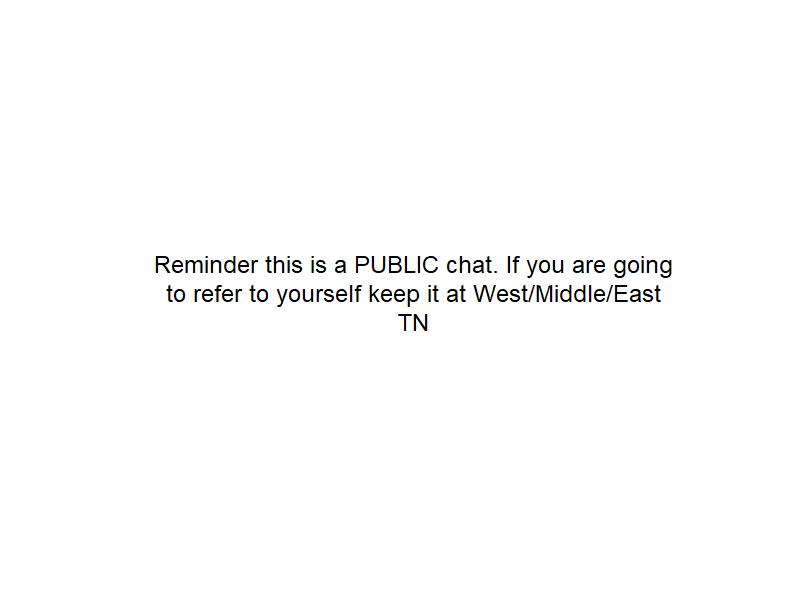 Reminder this is a PUBLIC chat. If you are going
to refer to yourself keep it at West/Middle/East
TN